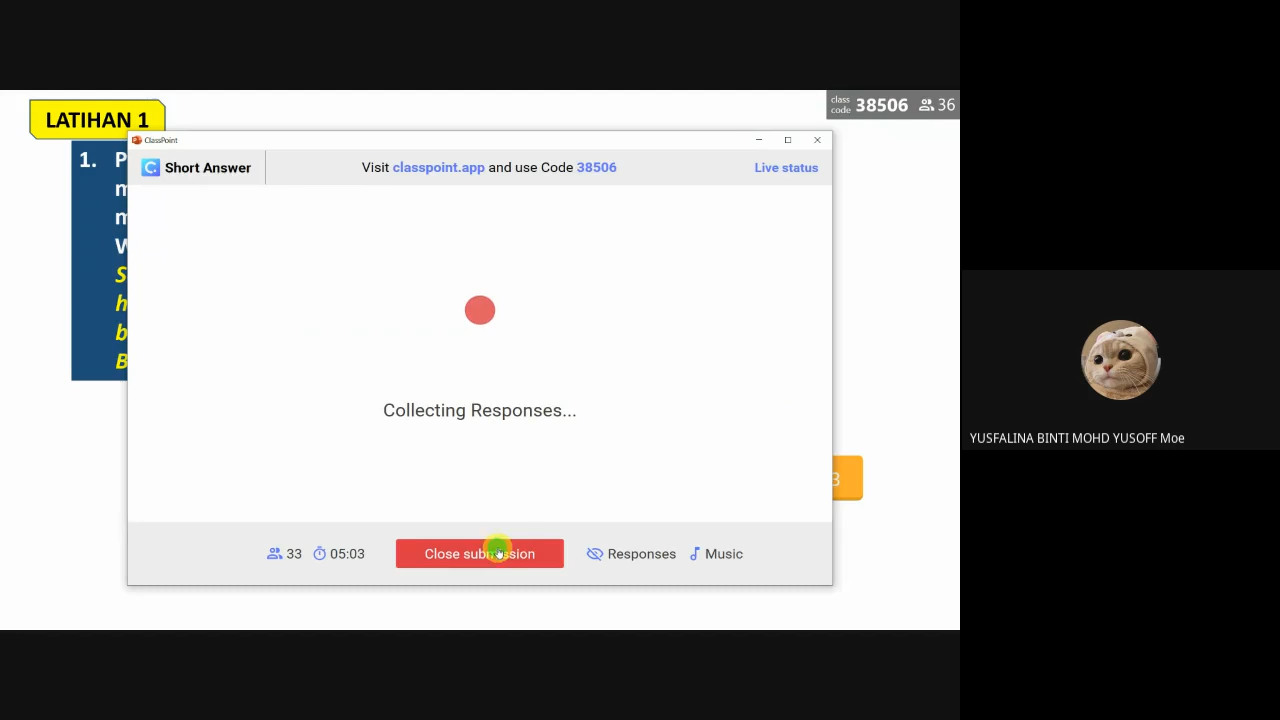 LATIHAN 1
class code 38506 36
ClassPoint
Short Answer
Visit classpoint.app and use Code 38506
Live status
1. P
m
m
W
S
h
b
B
Collecting Responses...
3
33 05:03
Close submission
Responses
Music
YUSFALINA BINTI MOHD YUSOFF Moe